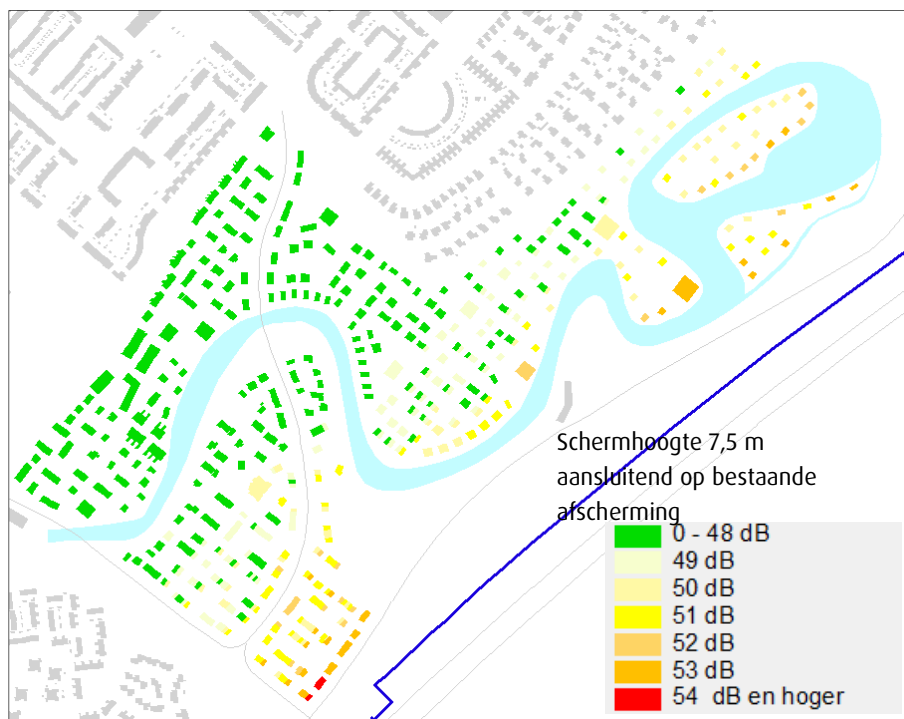 Schermhoogte 7,5 m
aansluitend op bestaande
afscherming
0 - 48 dB
49 dB
50 dB
51 dB
52 dB
53 dB
54 dB en hoger